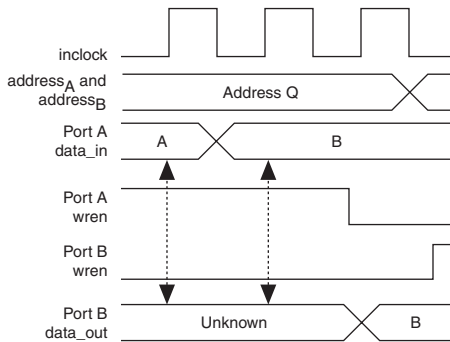 inclock
addressA and
addressB
Address Q
Port A
data_in
A
B
Port A
wren
Port B
wren
Port B
data_out
Unknown
B